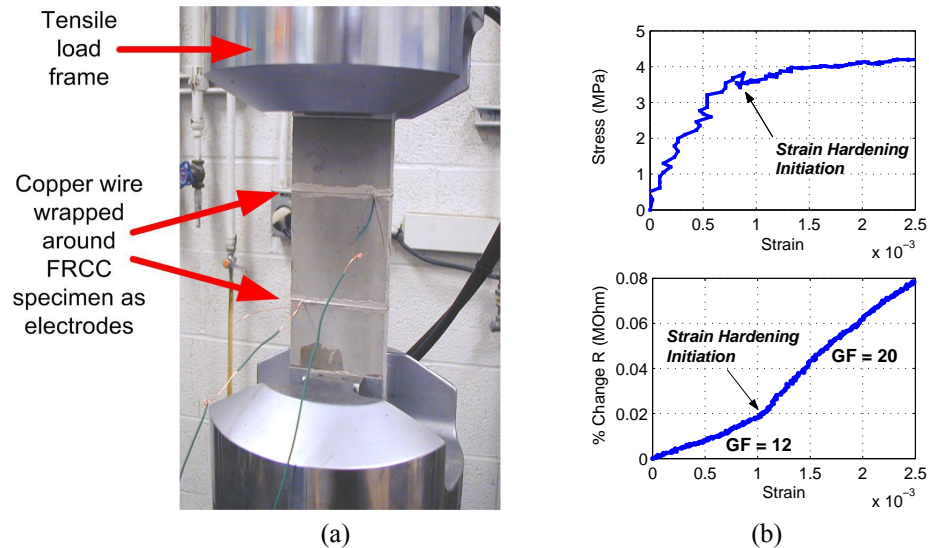 Tensile
load
frame
Copper wire
wrapped
around
FRCC
specimen as
electrodes
(a)
5
4
3
2
1
0
Stress (MPa)
Strain Hardening
Initiation
0 0.5 1 1.5 2 2.5
Strain
x 10⁻³
0.08
0.06
0.04
0.02
0
% Change R (MOhm)
Strain Hardening
Initiation
GF = 20
GF = 12
0 0.5 1 1.5 2 2.5
Strain
x 10⁻³
(b)